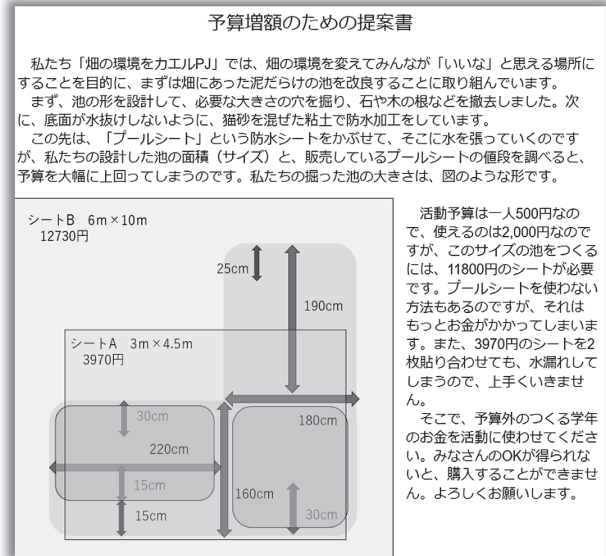 予算増額のための提案書
私たち「畑の環境をカエルPJ」では、畑の環境を変えてみんなが「いいな」と思える場所に
することを目的に、まずは畑にあった泥だらけの池を改良することに取り組んでいます。
まず、池の形を設計して、必要な大きさの穴を掘り、石や木の根などを撤去しました。次
に、底面が水抜けしないように、猫砂を混ぜた粘土で防水加工をしています。
この先は、「プールシート」という防水シートをかぶせて、そこに水を張っていくのです
が、私たちの設計した池の面積（サイズ）と、販売しているプールシートの値段を調べると、
予算を大幅に上回ってしまうのです。私たちの掘った池の大きさは、図のような形です。
シートB 6m×10m
12730円
25cm
190cm
シートA 3m×4.5m
3970円
30cm
180cm
220cm
15cm
160cm
15cm
30cm
活動予算は一人500円なの
で、使えるのは2,000円なので
すが、このサイズの池をつくる
には、11800円のシートが必要
です。プールシートを使わない
方法もあるのですが、それは
もっとお金がかかってしまいま
す。また、3970円のシートを2
枚貼り合わせても、水漏れして
しまうので、上手くいきませ
ん。
そこで、予算外のつくる学年
のお金を活動に使わせてくださ
い。みなさんのOKが得られな
いと、購入することができませ
ん。よろしくお願いします。